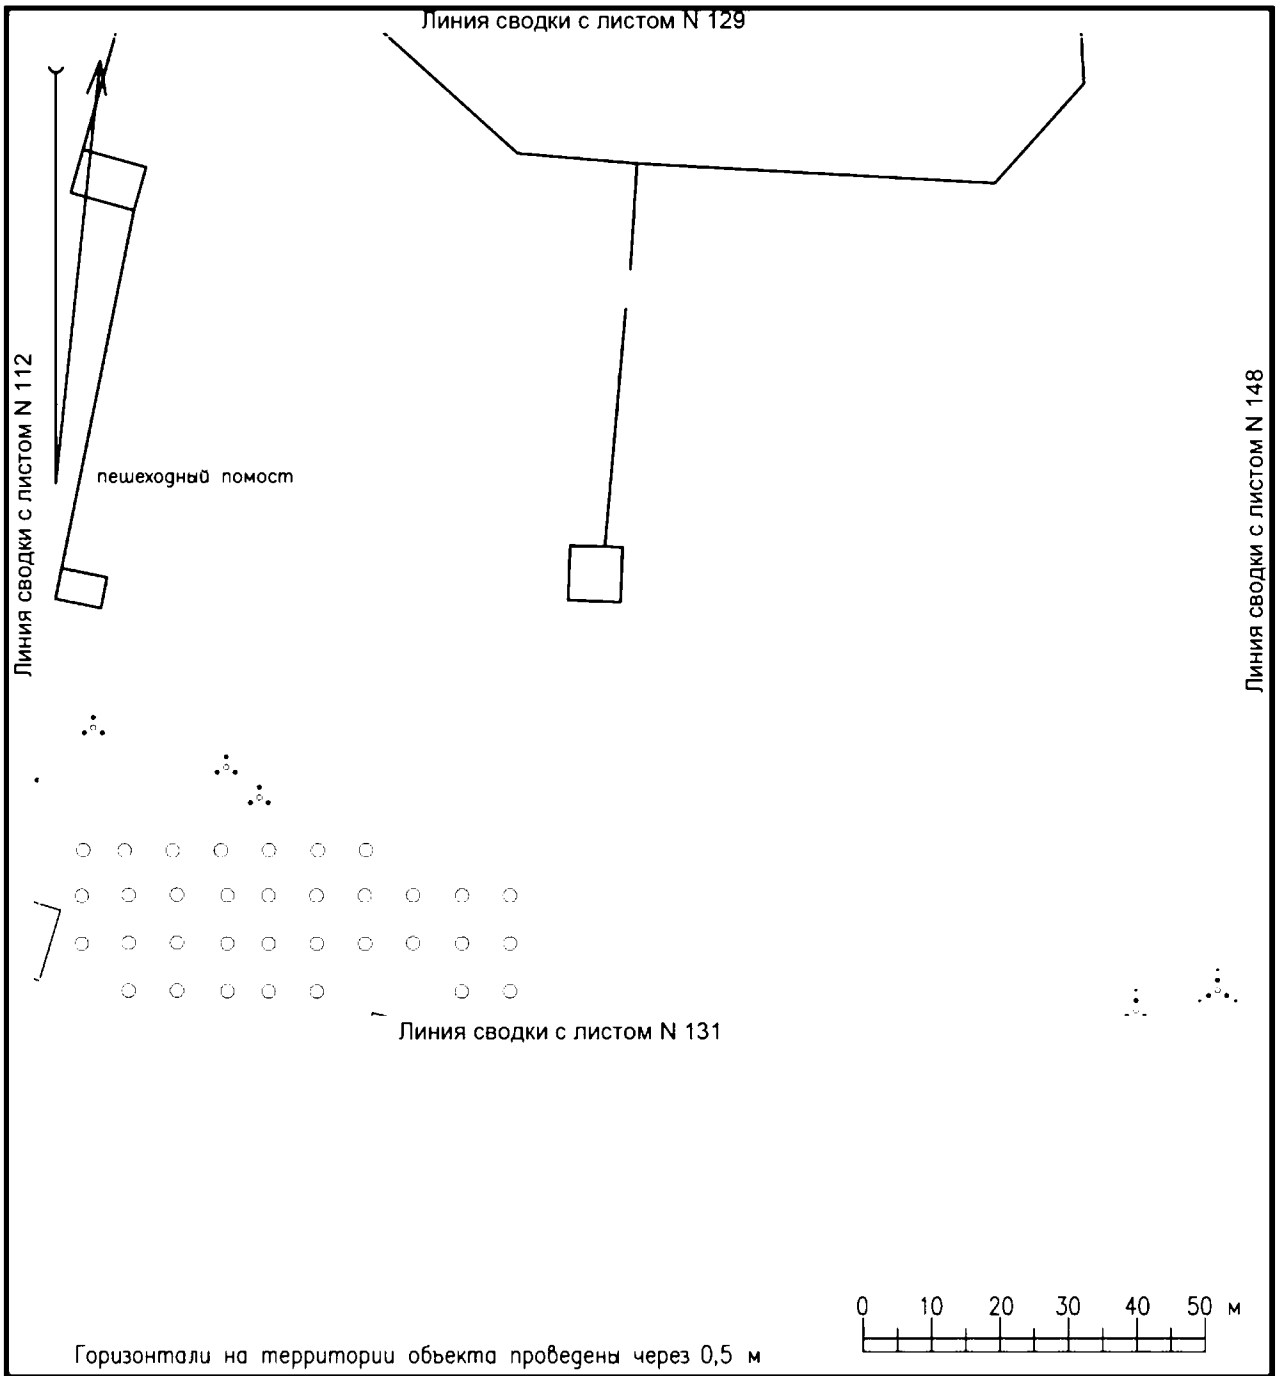 Линия сводки с листом N 129
Линия сводки с листом N 112
Линия сводки с листом N 148
пешеходный помост
Линия сводки с листом N 131
0 10 20 30 40 50 м
Горизонтали на территории объекта проведены через 0,5 м